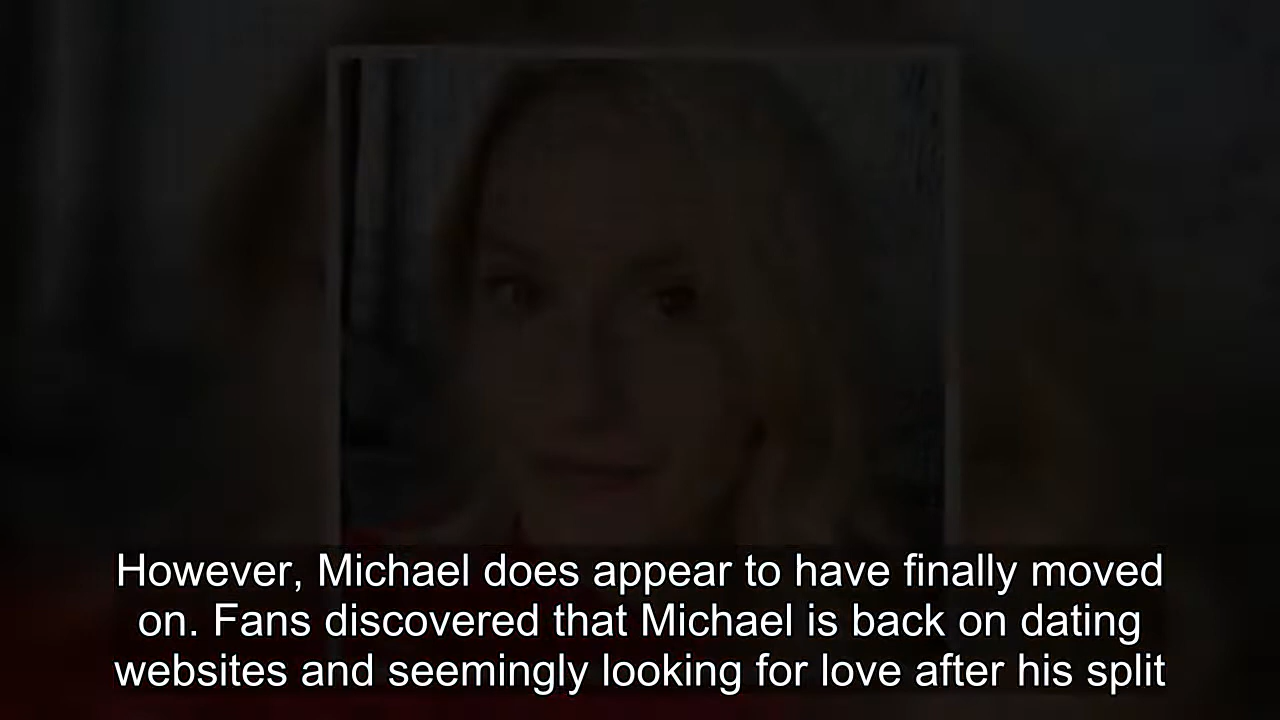 However, Michael does appear to have finally moved
on. Fans discovered that Michael is back on dating
websites and seemingly looking for love after his split